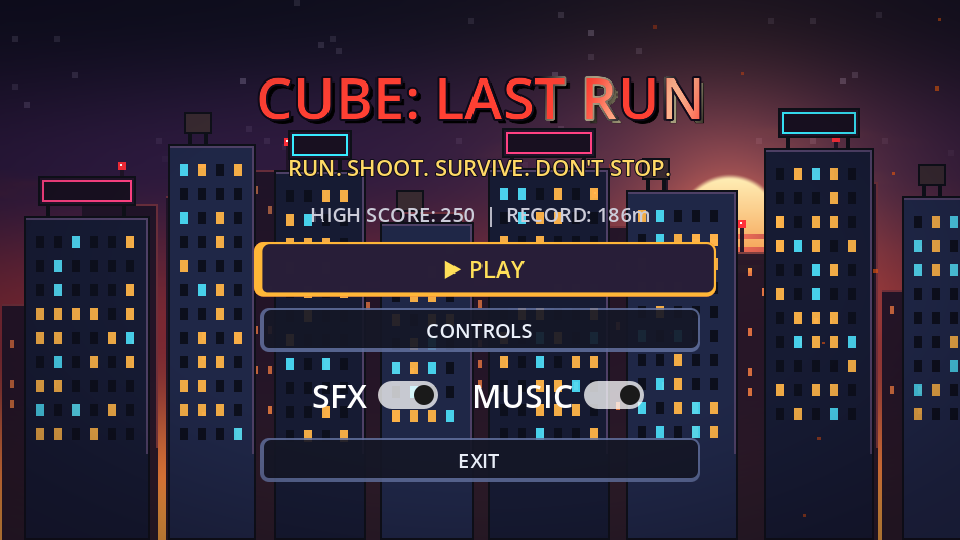 CUBE: LAST RUN
RUN. SHOOT. SURVIVE. DON'T STOP.
HIGH SCORE: 250 | RECORD: 186m
▶ PLAY
CONTROLS
SFX MUSIC
EXIT